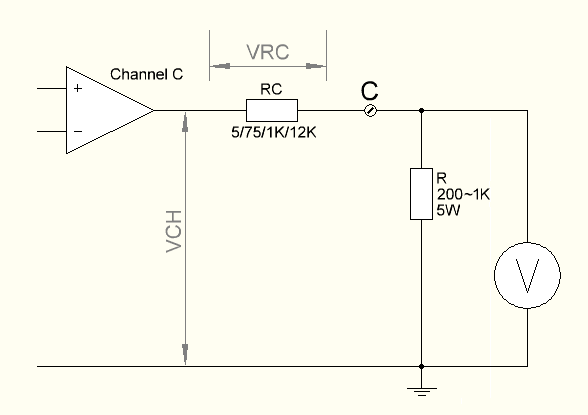 VRC
Channel C
RC
5/75/1K/12K
C
+
−
VCH
R
200~1K
5W
V